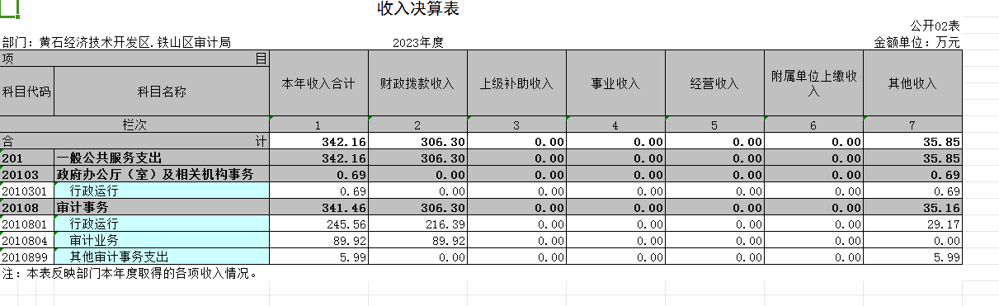 收入决算表
公开02表
部门：黄石经济技术开发区.铁山区审计局 2023年度 金额单位：万元
项 目 本年收入合计 财政拨款收入 上级补助收入 事业收入 经营收入 附属单位上缴收入 其他收入
科目代码 科目名称
栏次 1 2 3 4 5 6 7
合 计 342.16 306.30 0.00 0.00 0.00 0.00 35.85
201 一般公共服务支出 342.16 306.30 0.00 0.00 0.00 0.00 35.85
20103 政府办公厅（室）及相关机构事务 0.69 0.00 0.00 0.00 0.00 0.00 0.69
2010301 行政运行 0.69 0.00 0.00 0.00 0.00 0.00 0.69
20108 审计事务 341.46 306.30 0.00 0.00 0.00 0.00 35.16
2010801 行政运行 245.56 216.39 0.00 0.00 0.00 0.00 29.17
2010804 审计业务 89.92 89.92 0.00 0.00 0.00 0.00 0.00
2010899 其他审计事务支出 5.99 0.00 0.00 0.00 0.00 0.00 5.99
注：本表反映部门本年度取得的各项收入情况。